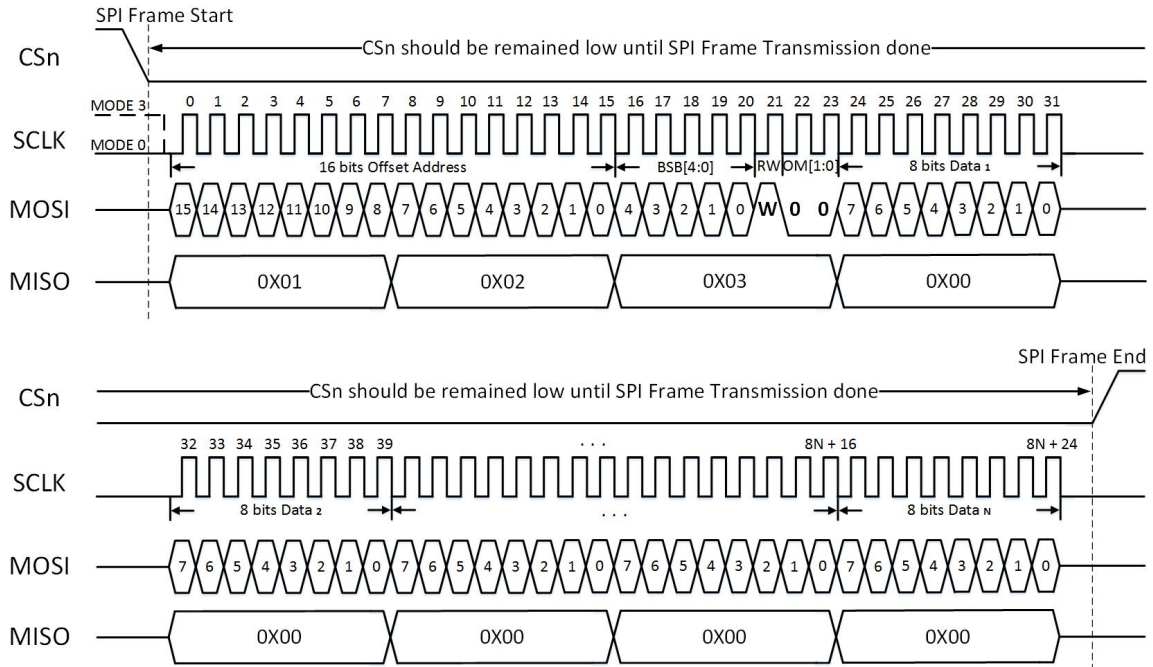 SPI Frame Start
CSn
CSn should be remained low until SPI Frame Transmission done
MODE 3
0 1 2 3 4 5 6 7 8 9 10 11 12 13 14 15 16 17 18 19 20 21 22 23 24 25 26 27 28 29 30 31
SCLK
MODE 0
16 bits Offset Address BSB[4:0] RW OM[1:0] 8 bits Data 1
MOSI 15 14 13 12 11 10 9 8 7 6 5 4 3 2 1 0 4 3 2 1 0 W 0 0 7 6 5 4 3 2 1 0
MISO 0X01 0X02 0X03 0X00
SPI Frame End
CSn CSn should be remained low until SPI Frame Transmission done
32 33 34 35 36 37 38 39 . . . 8N + 16 8N + 24
SCLK
8 bits Data 2 . . . 8 bits Data N
MOSI 7 6 5 4 3 2 1 0 7 6 5 4 3 2 1 0 7 6 5 4 3 2 1 0 7 6 5 4 3 2 1 0
MISO 0X00 0X00 0X00 0X00